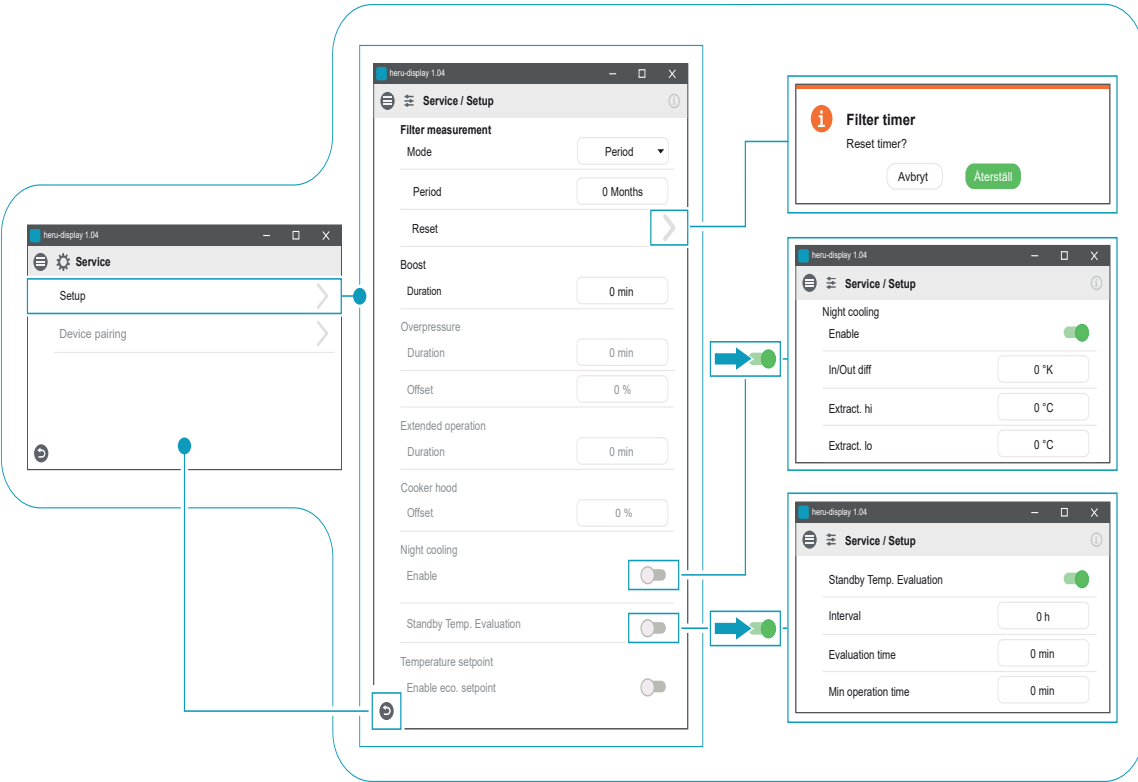 heru-display 1.04
Service
Setup
Device pairing
heru-display 1.04
Service / Setup
Filter measurement
Mode Period
Period 0 Months
Reset
Boost
Duration 0 min
Overpressure
Duration 0 min
Offset 0 %
Extended operation
Duration 0 min
Cooker hood
Offset 0 %
Night cooling
Enable
Standby Temp. Evaluation
Temperature setpoint
Enable eco. setpoint
Filter timer
Reset timer?
Avbryt Återställ
heru-display 1.04
Service / Setup
Night cooling
Enable
In/Out diff 0 °K
Extract. hi 0 °C
Extract. lo 0 °C
heru-display 1.04
Service / Setup
Standby Temp. Evaluation
Interval 0 h
Evaluation time 0 min
Min operation time 0 min